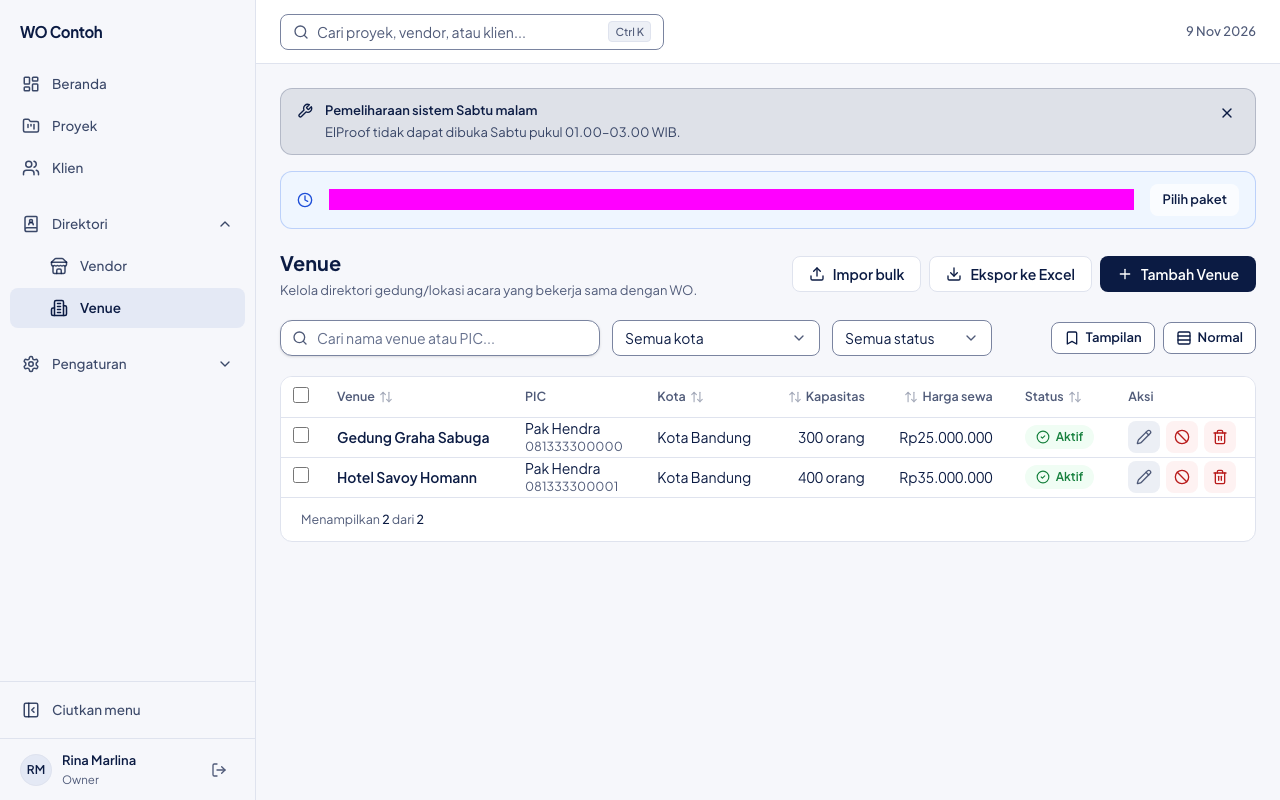 WO Contoh
Cari proyek, vendor, atau klien...
Ctrl K
9 Nov 2026
Beranda
Proyek
Klien
Direktori
Vendor
Venue
Pengaturan
Ciutkan menu
RM
Rina Marlina
Owner
Pemeliharaan sistem Sabtu malam
ElProof tidak dapat dibuka Sabtu pukul 01.00–03.00 WIB.
Pilih paket
Venue
Kelola direktori gedung/lokasi acara yang bekerja sama dengan WO.
Impor bulk
Ekspor ke Excel
Tambah Venue
Cari nama venue atau PIC...
Semua kota
Semua status
Tampilan
Normal
Venue PIC Kota Kapasitas Harga sewa Status Aksi
Gedung Graha Sabuga Pak Hendra 081333300000 Kota Bandung 300 orang Rp25.000.000 Aktif
Hotel Savoy Homann Pak Hendra 081333300001 Kota Bandung 400 orang Rp35.000.000 Aktif
Menampilkan 2 dari 2